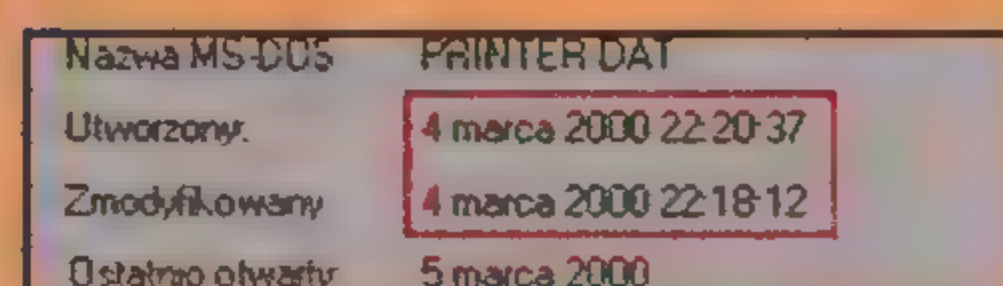 Nazwa MS-DOS PRINTER.DAT
Utworzony: 4 marca 2000 22:20:37
Zmodyfikowany 4 marca 2000 22:18:12
Ostatnio otwarty: 5 marca 2000